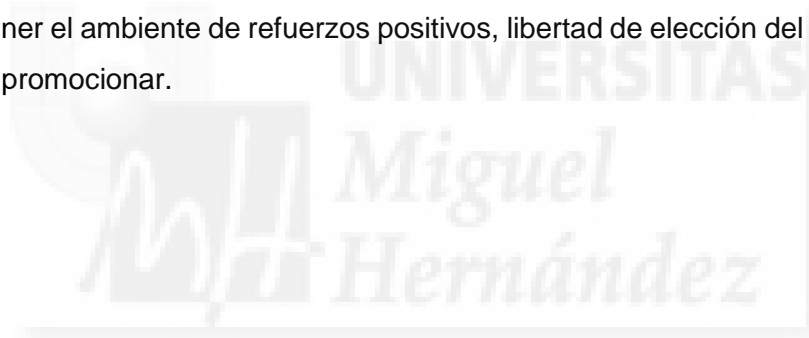 ner el ambiente de refuerzos positivos, libertad de elección del
promocionar.
UNIVERSITAS
Miguel
Hernández